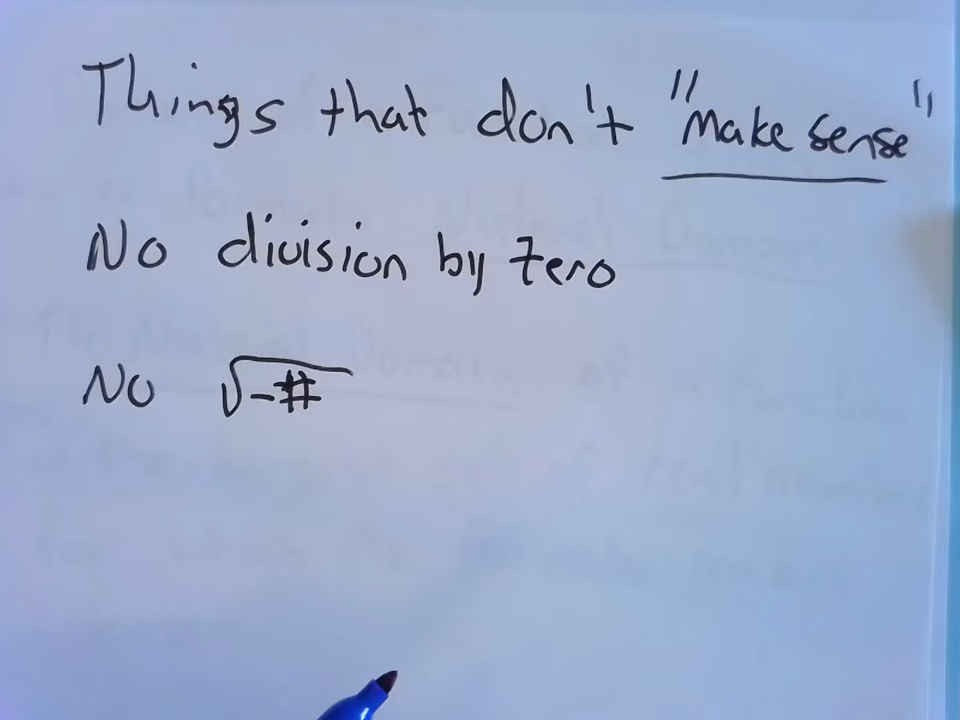 Things that don't "make sense"
No division by zero
No √-#